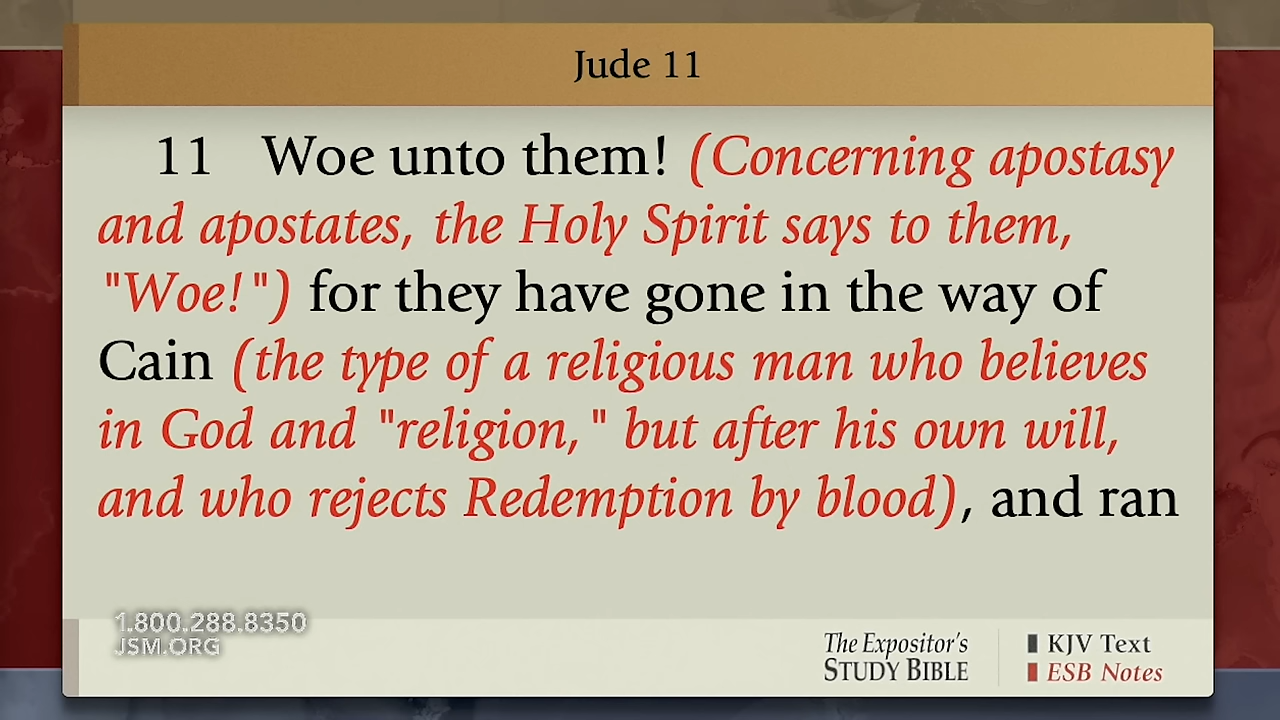 Jude 11
11 Woe unto them! (Concerning apostasy
and apostates, the Holy Spirit says to them,
"Woe!") for they have gone in the way of
Cain (the type of a religious man who believes
in God and "religion," but after his own will,
and who rejects Redemption by blood), and ran
1.800.288.8350
JSM.ORG
The Expositor's
STUDY BIBLE
KJV Text
ESB Notes